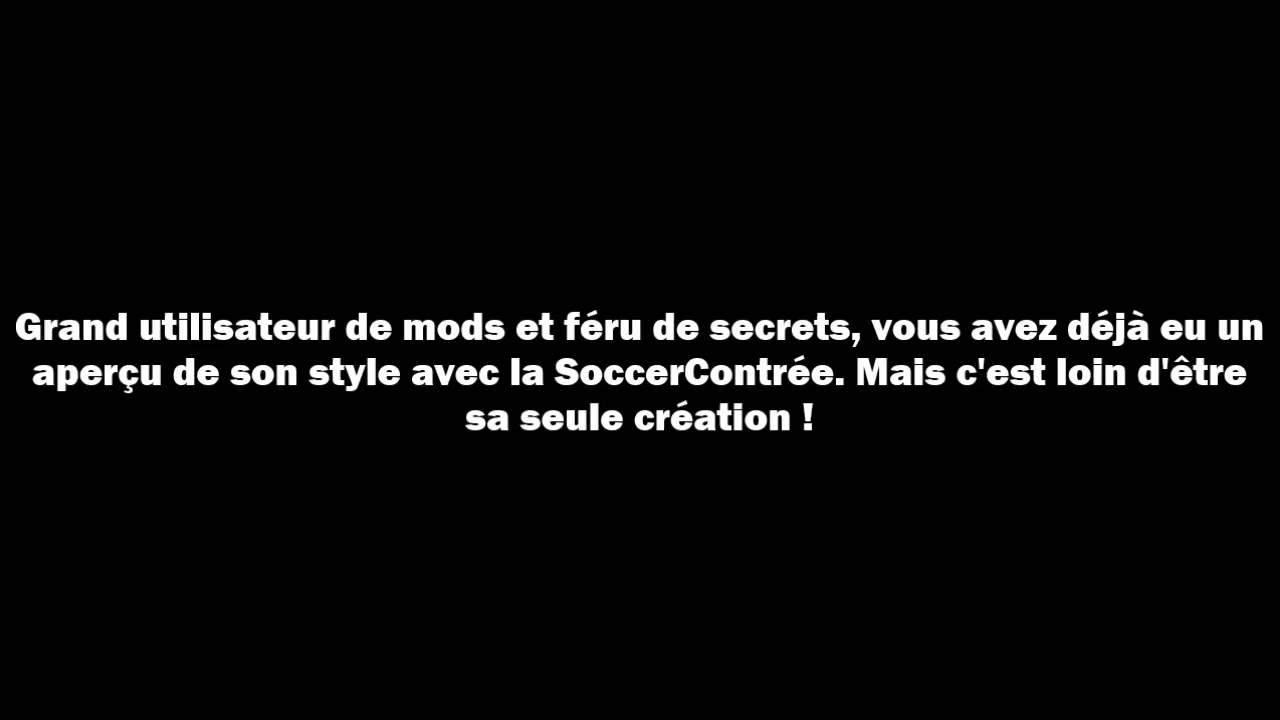 Grand utilisateur de mods et féru de secrets, vous avez déjà eu un
aperçu de son style avec la SoccerContrée. Mais c'est loin d'être
sa seule création !